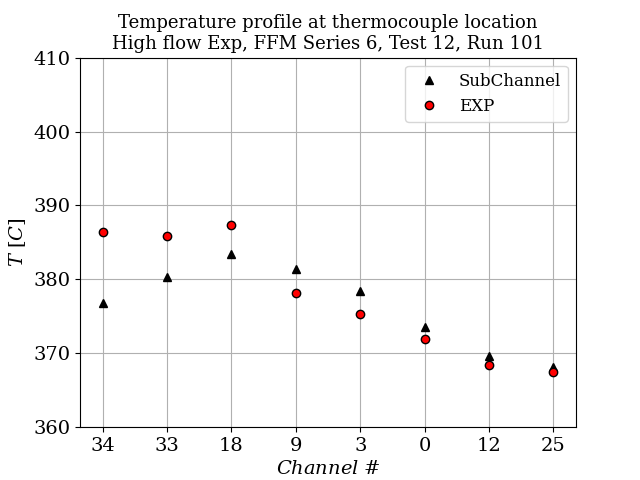 Temperature profile at thermocouple location
High flow Exp, FFM Series 6, Test 12, Run 101
410
400
390
380
370
360
T [C]
SubChannel
EXP
34 33 18 9 3 0 12 25
Channel #